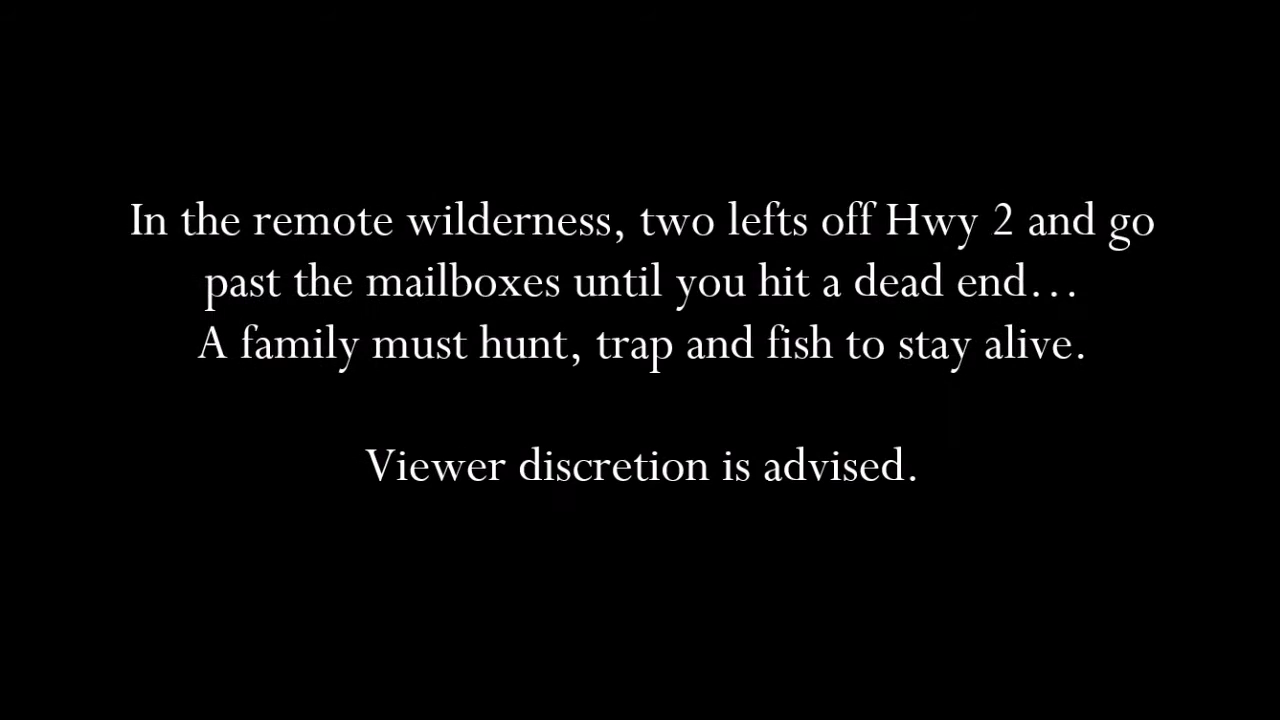 In the remote wilderness, two lefts off Hwy 2 and go
past the mailboxes until you hit a dead end…
A family must hunt, trap and fish to stay alive.
Viewer discretion is advised.